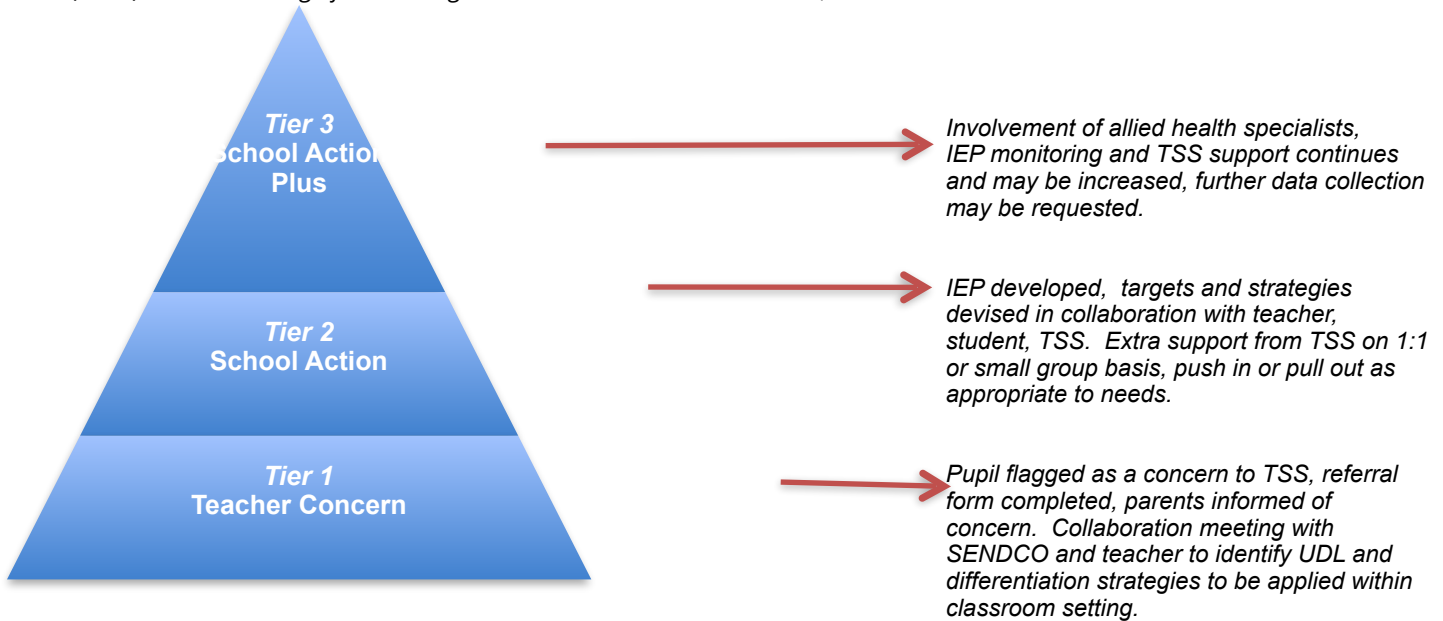 Tier 3
School Action
Plus
Involvement of allied health specialists,
IEP monitoring and TSS support continues
and may be increased, further data collection
may be requested.
Tier 2
School Action
IEP developed,  targets and strategies
devised in collaboration with teacher,
student, TSS.  Extra support from TSS on 1:1
or small group basis, push in or pull out as
appropriate to needs.
Tier 1
Teacher Concern
Pupil flagged as a concern to TSS, referral
form completed, parents informed of
concern.  Collaboration meeting with
SENDCO and teacher to identify UDL and
differentiation strategies to be applied within
classroom setting.